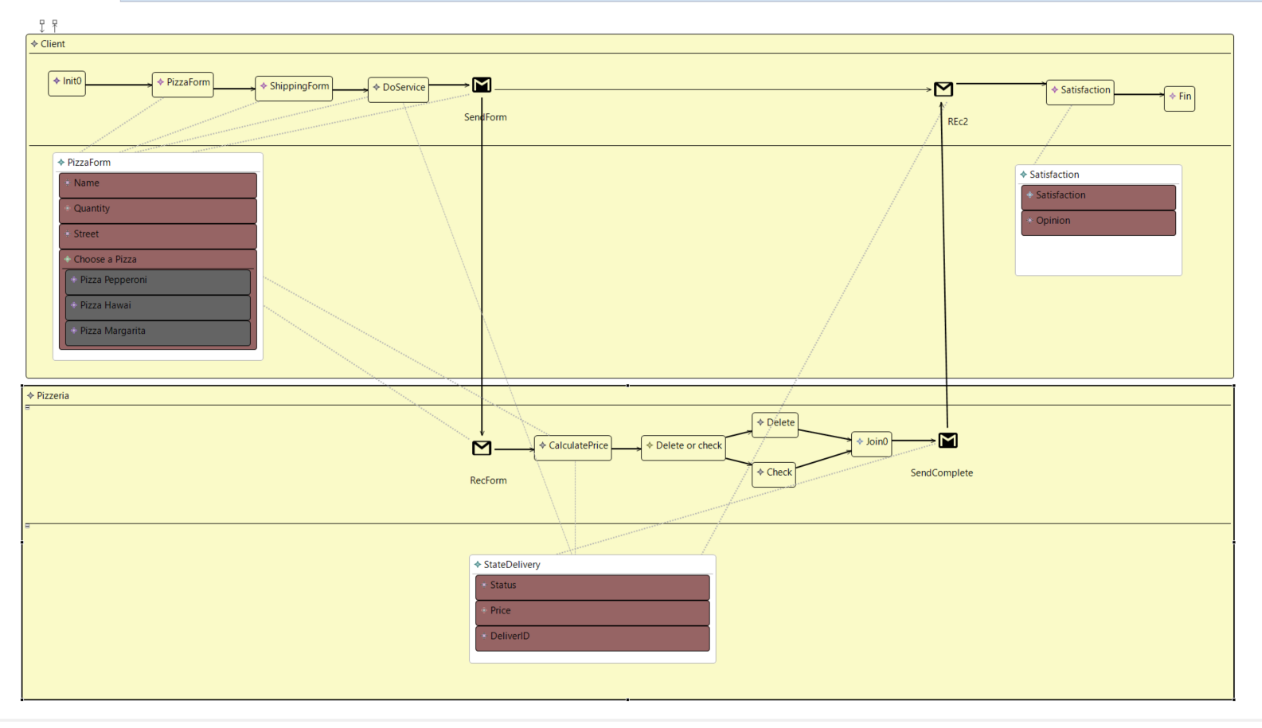 Client
Init0
PizzaForm
ShippingForm
DoService
SendForm
REc2
Satisfaction
Fin
PizzaForm
Name
Quantity
Street
Choose a Pizza
Pizza Pepperoni
Pizza Hawai
Pizza Margarita
Satisfaction
Satisfaction
Opinion
Pizzeria
RecForm
CalculatePrice
Delete or check
Delete
Check
Join0
SendComplete
StateDelivery
Status
Price
DeliverID